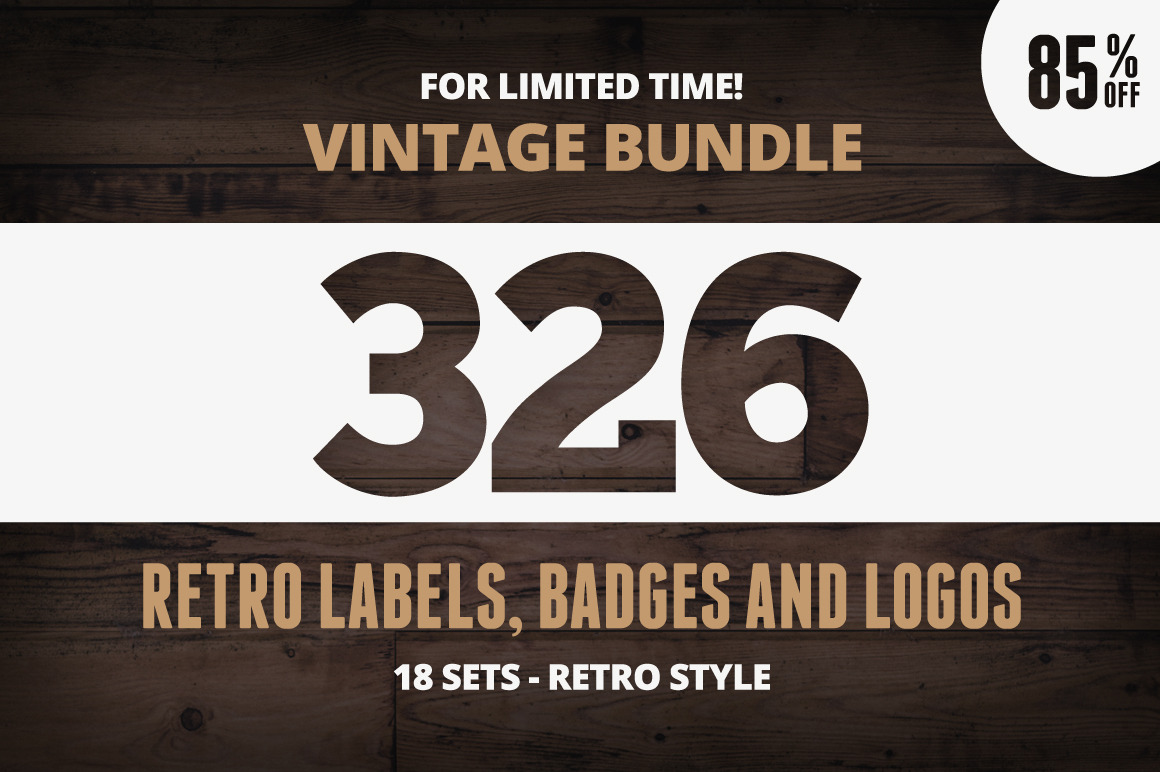 85% OFF
FOR LIMITED TIME!
VINTAGE BUNDLE
326
RETRO LABELS, BADGES AND LOGOS
18 SETS - RETRO STYLE